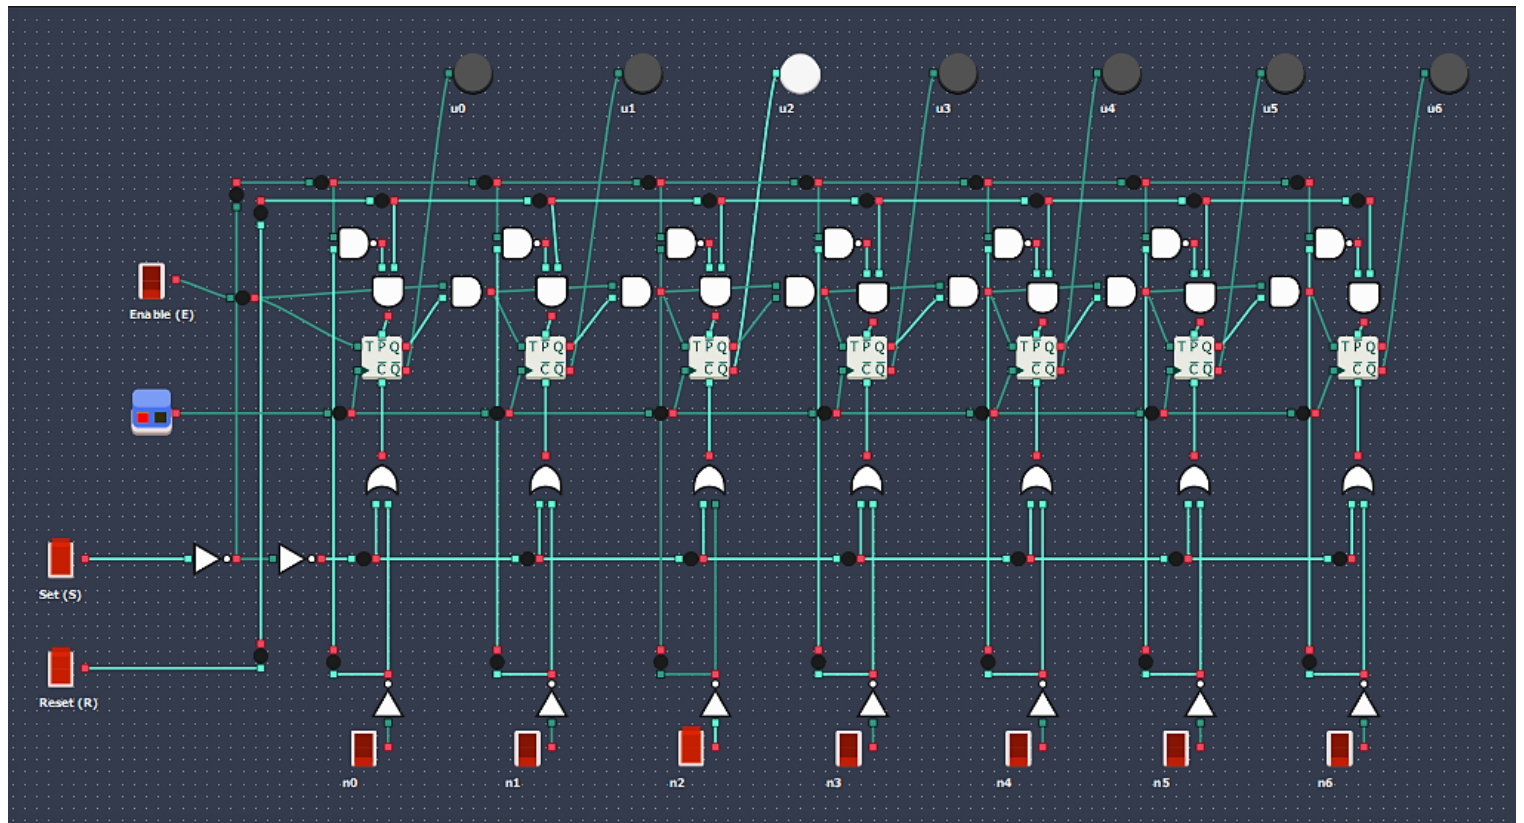 u0
u1
u2
u3
u4
u5
u6
Enable (E)
T P Q
C Q
T P Q
C Q
T P Q
C Q
T P Q
C Q
T P Q
C Q
T P Q
C Q
T P Q
C Q
Set (S)
Reset (R)
n0
n1
n2
n3
n4
n5
n6